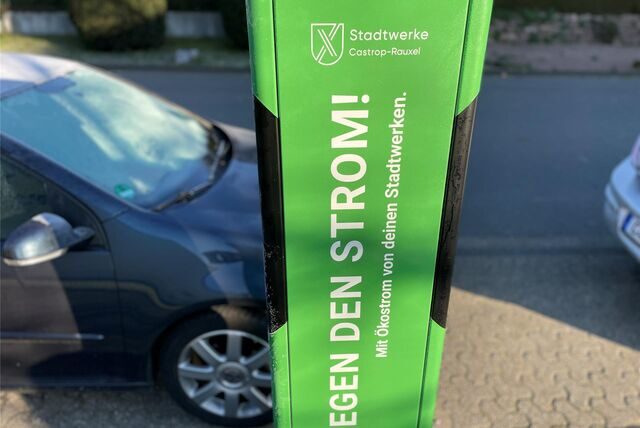 Stadtwerke
Castrop-Rauxel
EGEN DEN STROM!
Mit Ökostrom von deinen Stadtwerken.